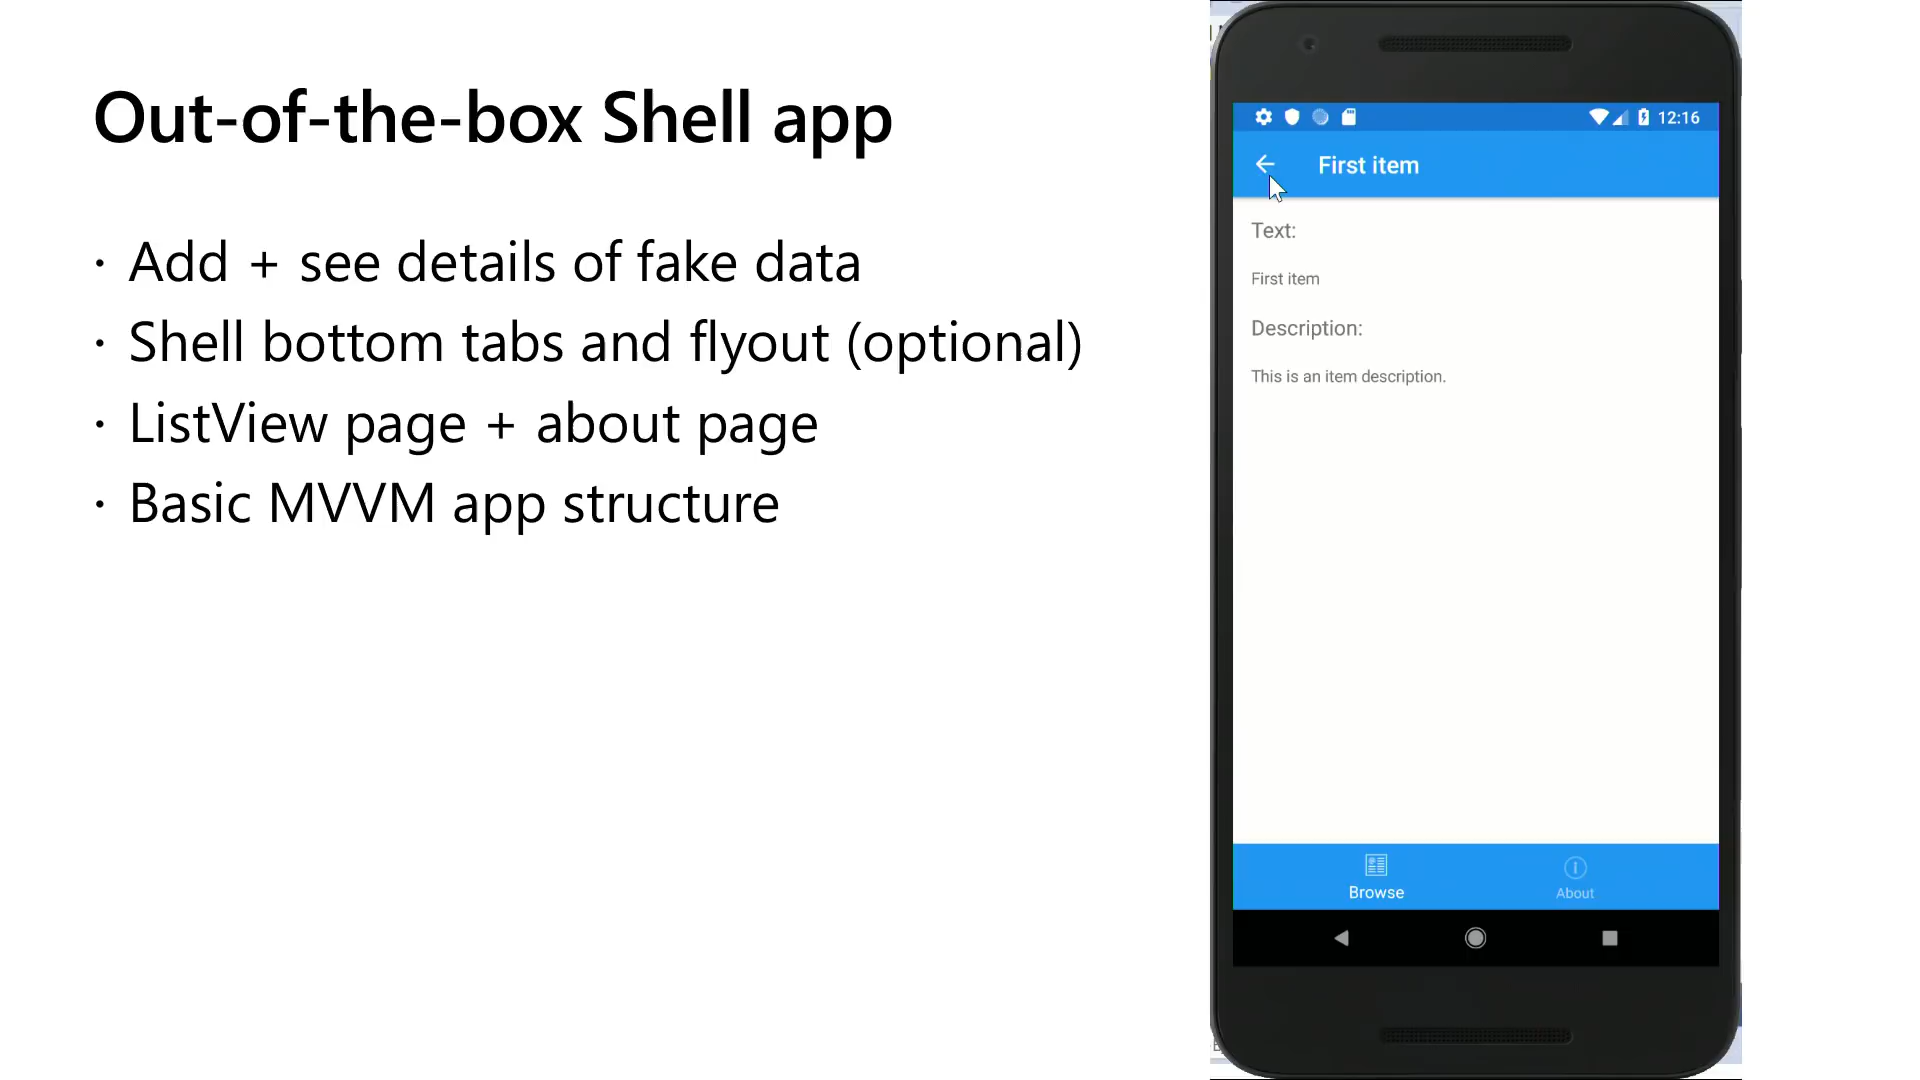 Out-of-the-box Shell app
· Add + see details of fake data
· Shell bottom tabs and flyout (optional)
· ListView page + about page
· Basic MVVM app structure
12:16
First item
Text:
First item
Description:
This is an item description.
Browse
About